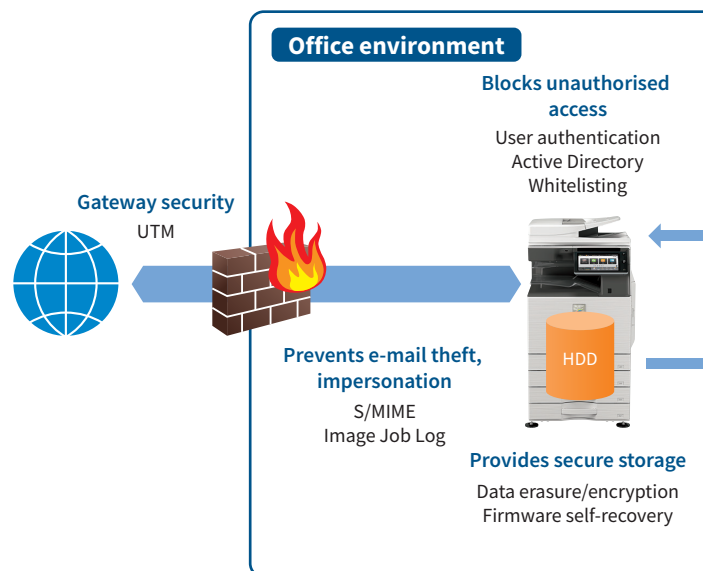 Office environment
Blocks unauthorised
access
User authentication
Active Directory
Whitelisting
Gateway security
UTM
Prevents e-mail theft,
impersonation
S/MIME
Image Job Log
HDD
Provides secure storage
Data erasure/encryption
Firmware self-recovery